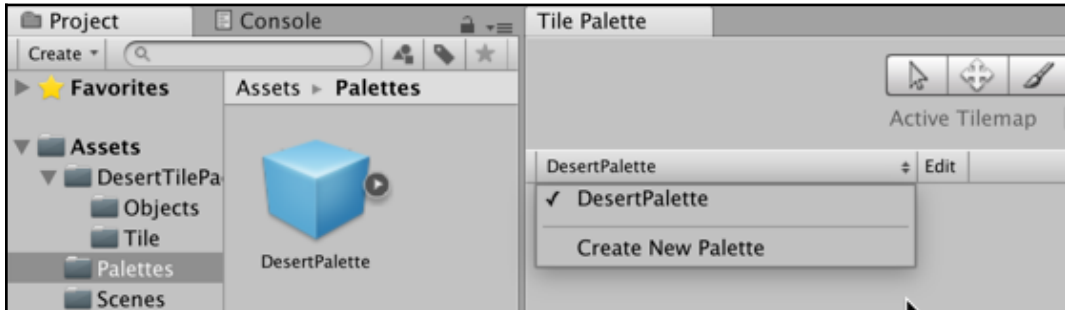 Project
Console
Create
Favorites
Assets
DesertTilePa
Objects
Tile
Palettes
Scenes
Assets Palettes
DesertPalette
Tile Palette
Active Tilemap
DesertPalette Edit
DesertPalette
Create New Palette